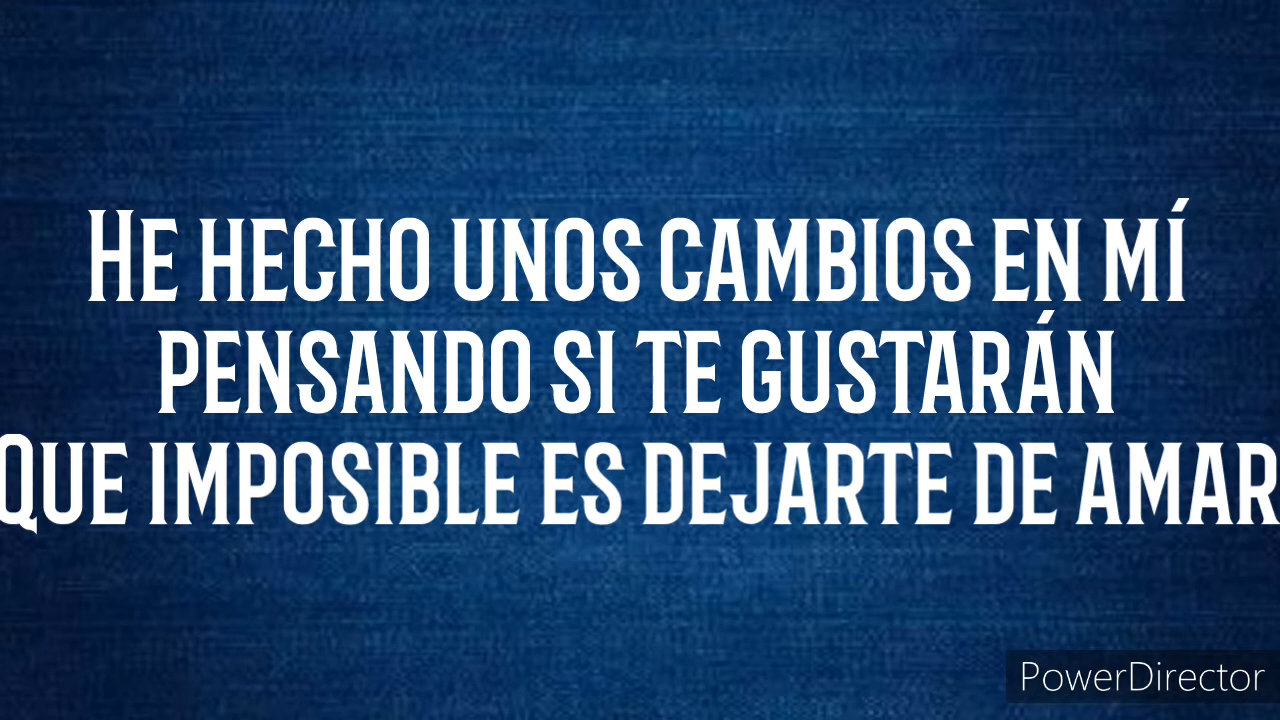 He hecho unos cambios en mí
pensando si te gustarán
Que imposible es dejarte de amar
PowerDirector